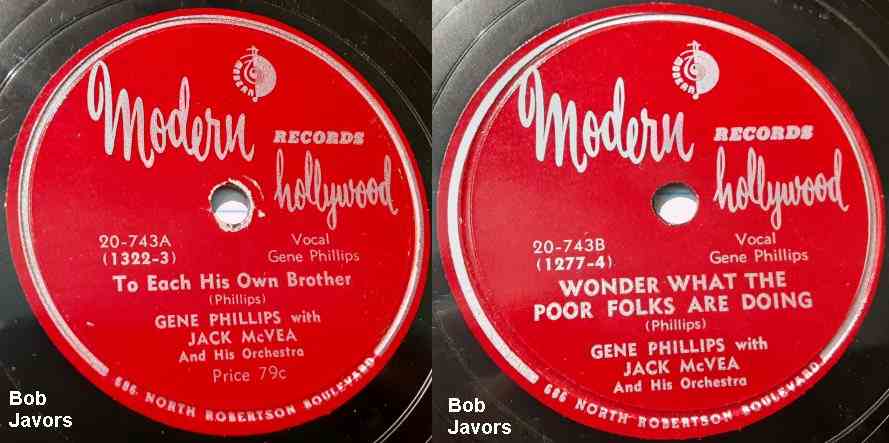 MODERN
Modern
RECORDS
hollywood
20-743A
(1322-3)
Vocal
Gene Phillips
To Each His Own Brother
(Phillips)
GENE PHILLIPS with
JACK McVEA
And His Orchestra
Price 79c
686 NORTH ROBERTSON BOULEVARD
Bob
Javors
MODERN
Modern
RECORDS
hollywood
20-743B
(1277-4)
Vocal
Gene Phillips
WONDER WHAT THE
POOR FOLKS ARE DOING
(Phillips)
GENE PHILLIPS with
JACK McVEA
And His Orchestra
686 NORTH ROBERTSON BOULEVARD
Bob
Javors